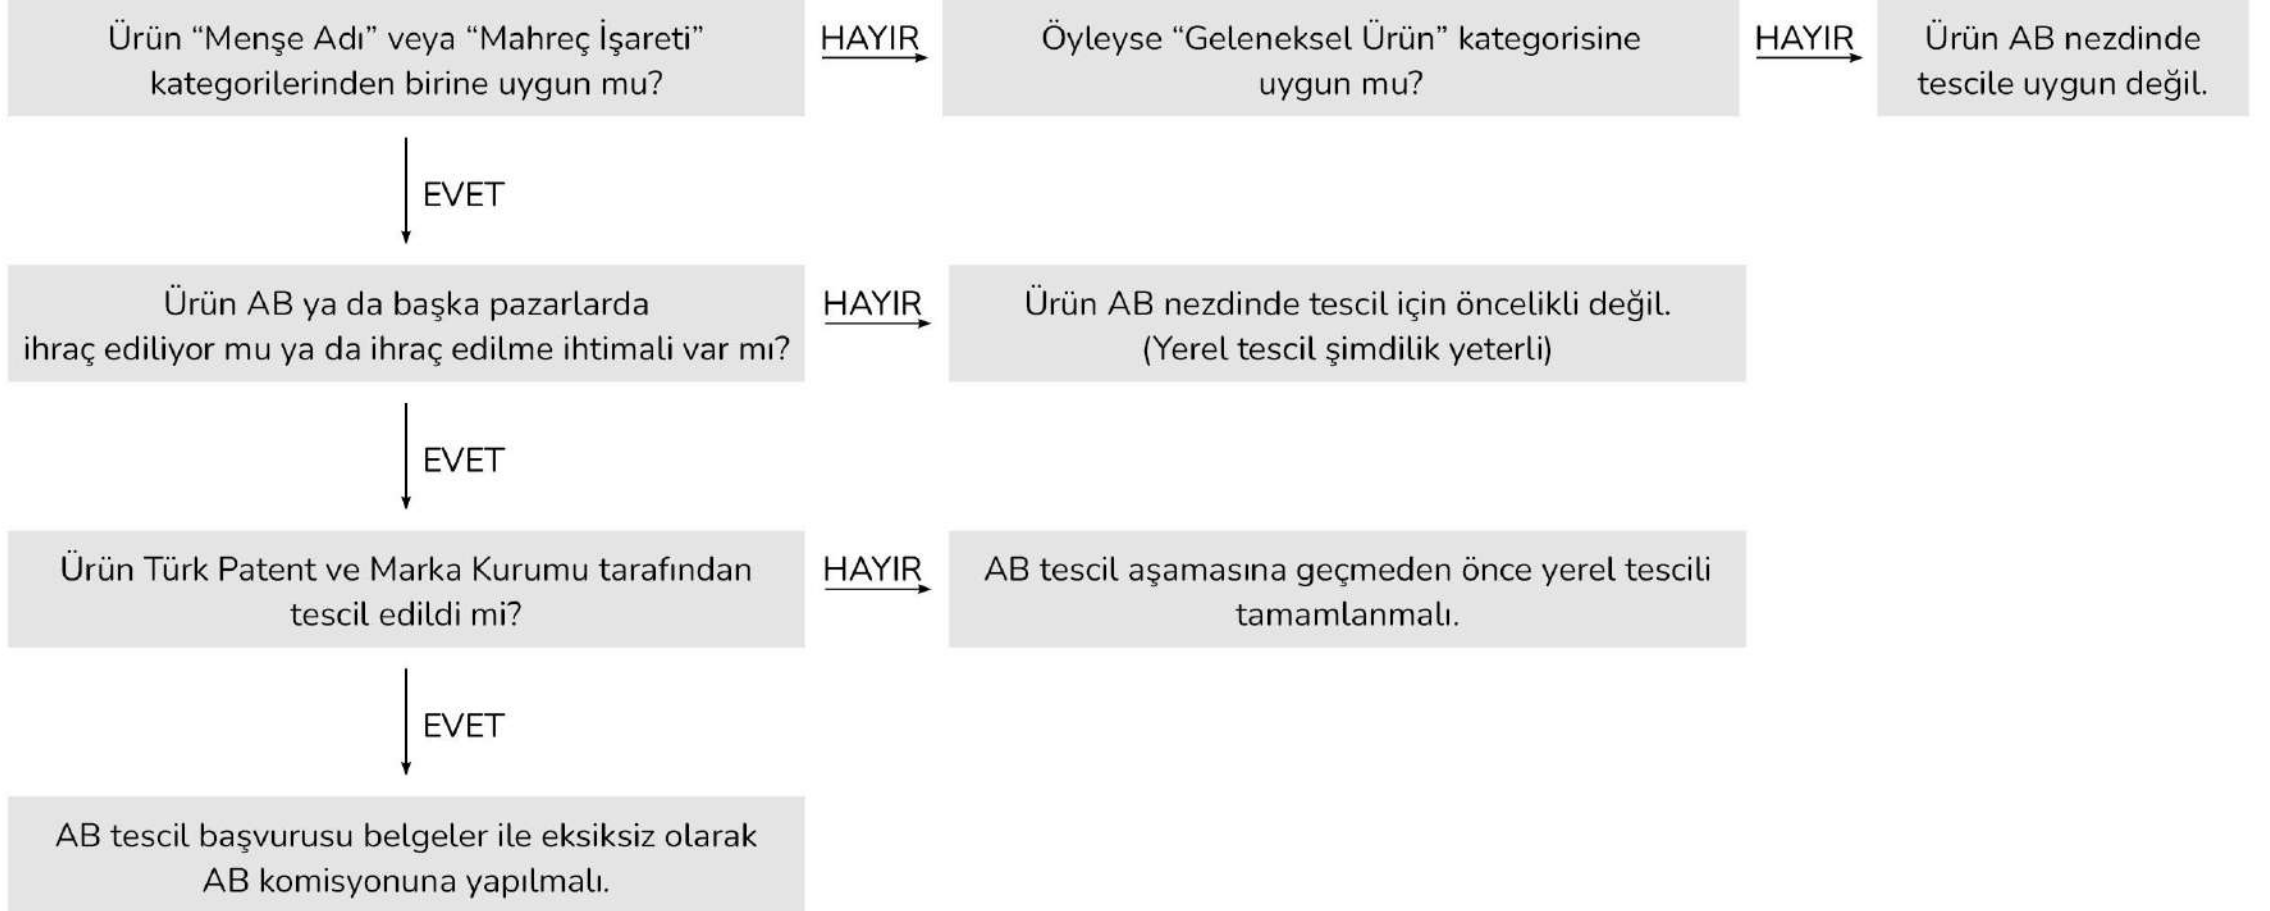 Ürün “Menşe Adı” veya “Mahreç İşareti”
kategorilerinden birine uygun mu?
HAYIR
Öyleyse “Geleneksel Ürün” kategorisine
uygun mu?
HAYIR
Ürün AB nezdinde
tescile uygun değil.
EVET
Ürün AB ya da başka pazarlarda
ihraç ediliyor mu ya da ihraç edilme ihtimali var mı?
HAYIR
Ürün AB nezdinde tescil için öncelikli değil.
(Yerel tescil şimdilik yeterli)
EVET
Ürün Türk Patent ve Marka Kurumu tarafından
tescil edildi mi?
HAYIR
AB tescil aşamasına geçmeden önce yerel tescili
tamamlanmalı.
EVET
AB tescil başvurusu belgeler ile eksiksiz olarak
AB komisyonuna yapılmalı.